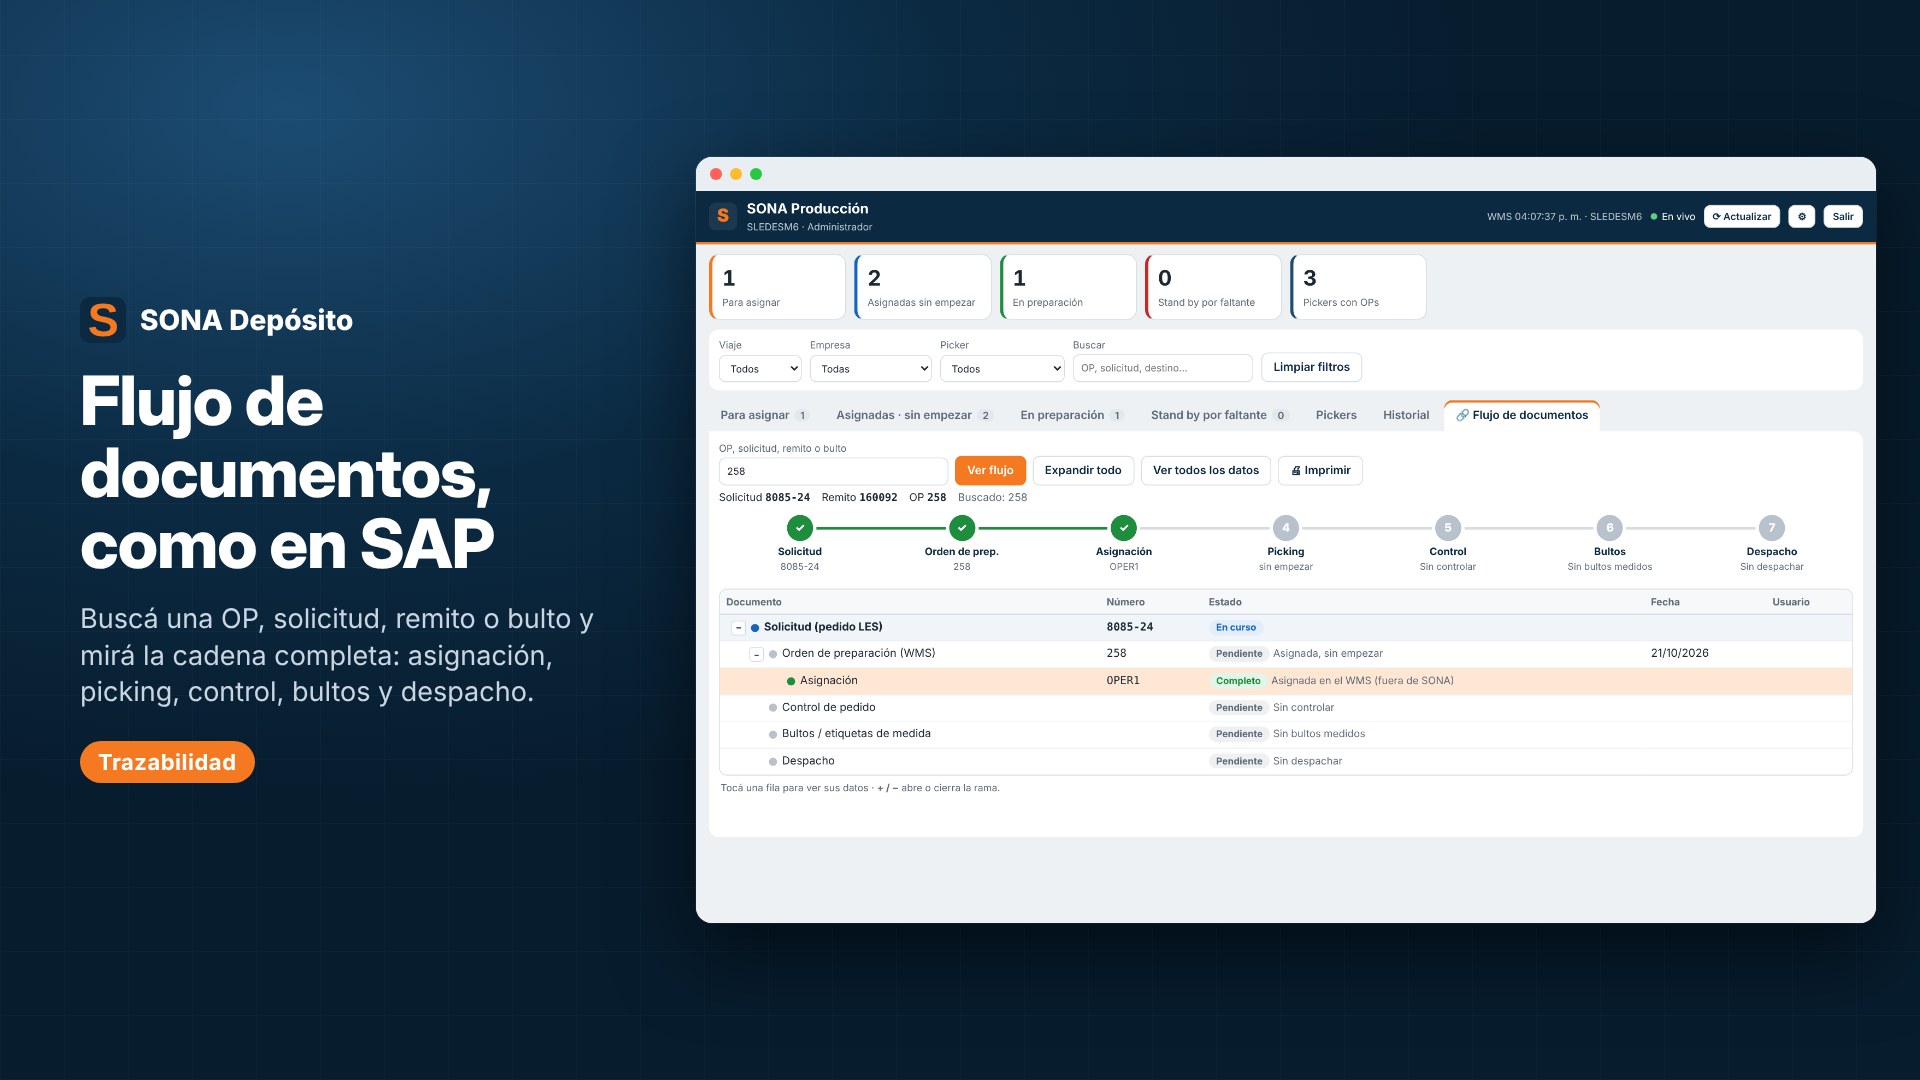 S SONA Depósito
Flujo de
documentos,
como en SAP
Buscá una OP, solicitud, remito o bulto y
mirá la cadena completa: asignación,
picking, control, bultos y despacho.
Trazabilidad
S SONA Producción
SLEDESM6 · Administrador
WMS 04:07:37 p. m. · SLEDESM6 En vivo Actualizar Salir
1 2 1 0 3
Para asignar Asignadas sin empezar En preparación Stand by por faltante Pickers con OPs
Viaje Empresa Picker Buscar
Todos Todas Todos OP, solicitud, destino... Limpiar filtros
Para asignar 1 Asignadas · sin empezar 2 En preparación 1 Stand by por faltante 0 Pickers Historial Flujo de documentos
OP, solicitud, remito o bulto
258 Ver flujo Expandir todo Ver todos los datos Imprimir
Solicitud 8085-24 Remito 160092 OP 258 Buscado: 258
✓ ✓ ✓ 4 5 6 7
Solicitud Orden de prep. Asignación Picking Control Bultos Despacho
8085-24 258 OPER1 sin empezar Sin controlar Sin bultos medidos Sin despachar
Documento Número Estado Fecha Usuario
− Solicitud (pedido LES) 8085-24 En curso
− Orden de preparación (WMS) 258 Pendiente Asignada, sin empezar 21/10/2026
Asignación OPER1 Completo Asignada en el WMS (fuera de SONA)
Control de pedido Pendiente Sin controlar
Bultos / etiquetas de medida Pendiente Sin bultos medidos
Despacho Pendiente Sin despachar
Tocá una fila para ver sus datos · + / − abre o cierra la rama.